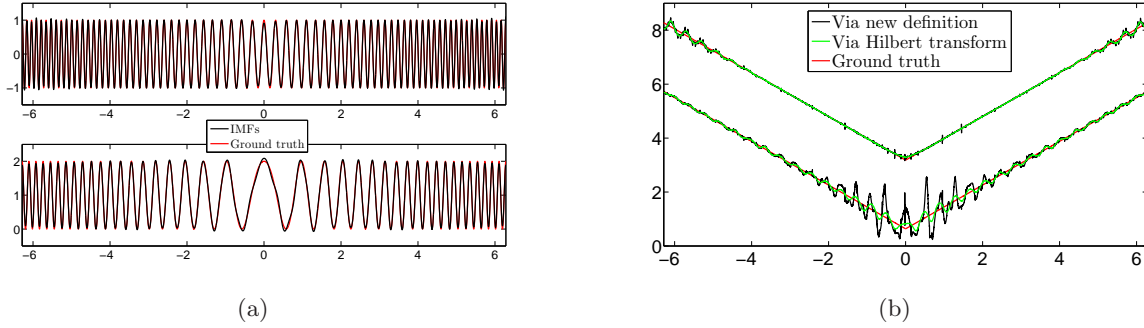 1
0
−1
−6 −4 −2 0 2 4 6
IMFs
Ground truth
2
1
0
−6 −4 −2 0 2 4 6
(a)
8
6
4
2
0
Via new definition
Via Hilbert transform
Ground truth
−6 −4 −2 0 2 4 6
(b)